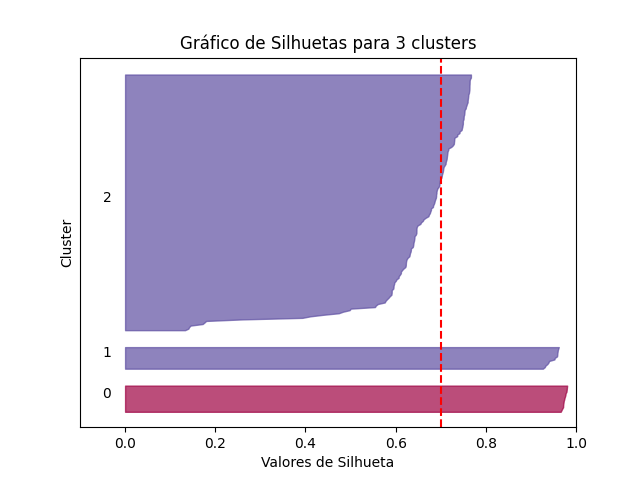 Gráfico de Silhuetas para 3 clusters
Cluster
2
1
0
0.0 0.2 0.4 0.6 0.8 1.0
Valores de Silhueta